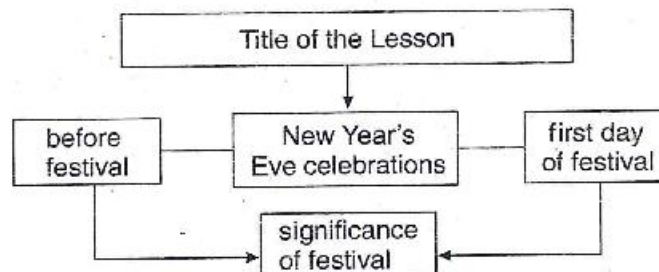 Title of the Lesson
before
festival
New Year's
Eve celebrations
first day
of festival
significance
of festival